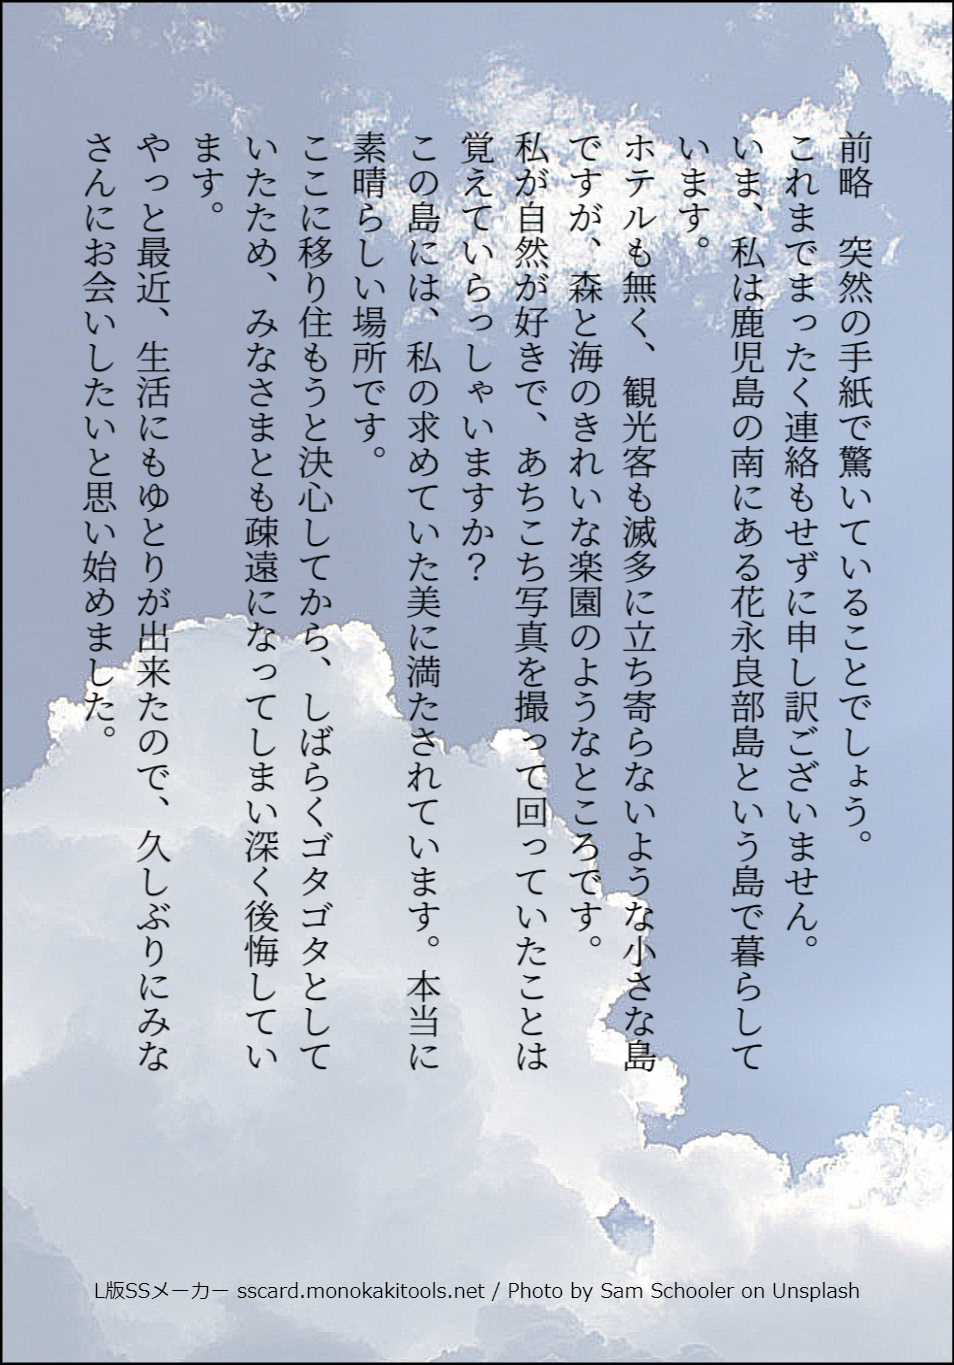 前略　突然の手紙で驚いていることでしょう。
これまでまったく連絡もせずに申し訳ございません。
いま、私は鹿児島の南にある花永良部島という島で暮らして
います。
ホテルも無く、観光客も滅多に立ち寄らないような小さな島
ですが、森と海のきれいな楽園のようなところです。
私が自然が好きで、あちこち写真を撮って回っていたことは
覚えていらっしゃいますか？
この島には、私の求めていた美に満たされています。本当に
素晴らしい場所です。
ここに移り住もうと決心してから、しばらくゴタゴタとして
いたため、みなさまとも疎遠になってしまい深く後悔してい
ます。
やっと最近、生活にもゆとりが出来たので、久しぶりにみな
さんにお会いしたいと思い始めました。
L版SSメーカー sscard.monokakitools.net / Photo by Sam Schooler on Unsplash